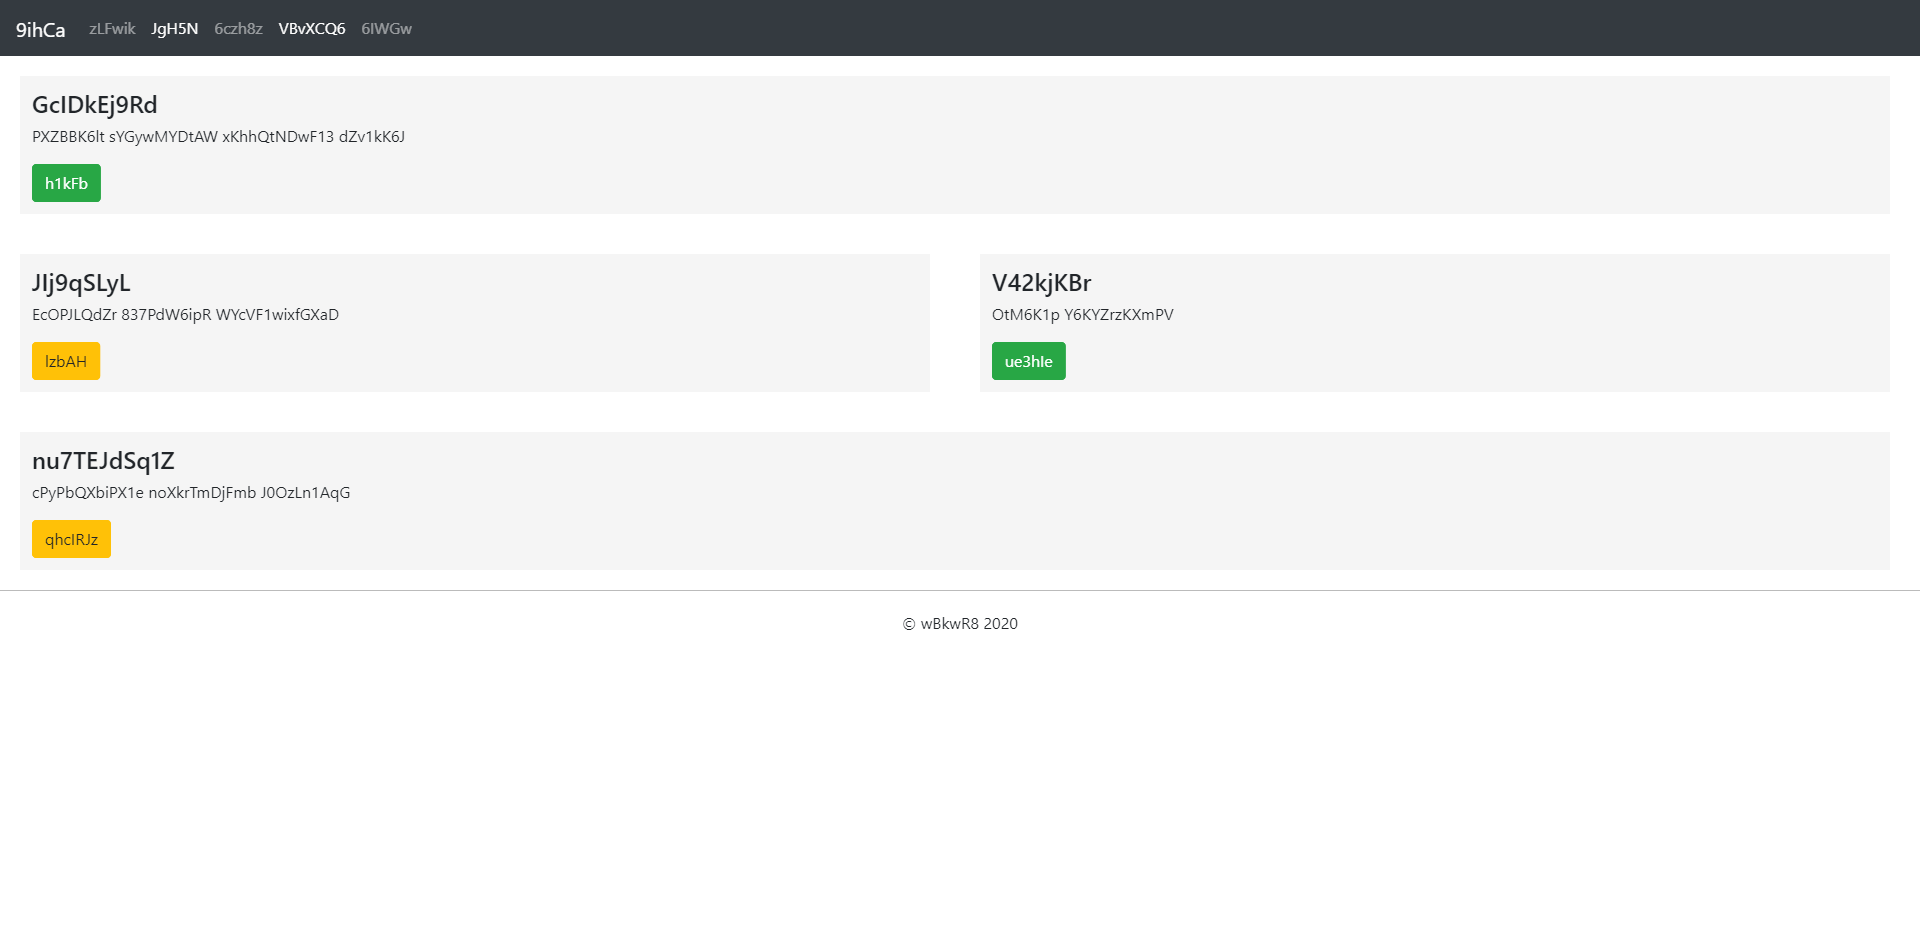 9ihCa zLFwik JgH5N 6czh8z VBvXCQ6 6IWGw
GcIDkEj9Rd
PXZBBK6lt sYGywMYDtAW xKhhQtNDwF13 dZv1kK6J
h1kFb
JIj9qSLyL
EcOPJLQdZr 837PdW6ipR WYcVF1wixfGXaD
lzbAH
V42kjKBr
OtM6K1p Y6KYZrzKXmPV
ue3hIe
nu7TEJdSq1Z
cPyPbQXbiPX1e noXkrTmDjFmb J0OzLn1AqG
qhcIRJz
© wBkwR8 2020